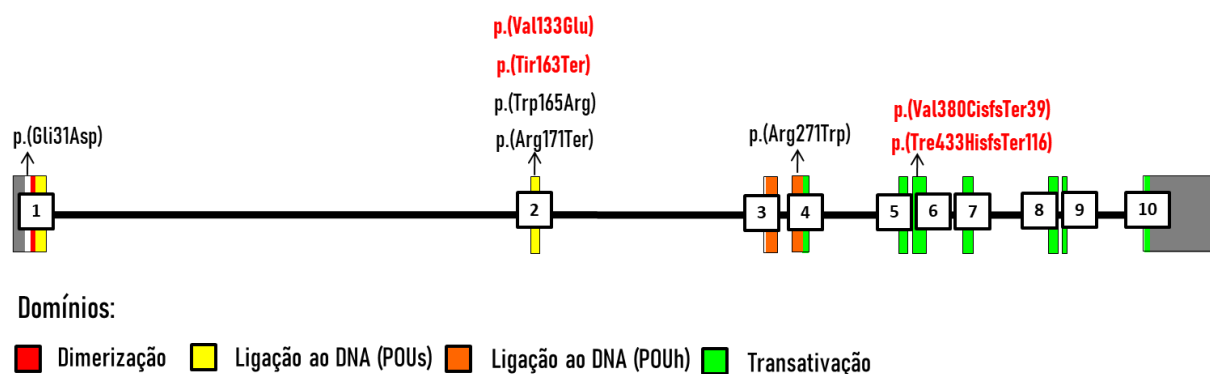 p.(Val133Glu)
p.(Tir163Ter)
p.(Trp165Arg)
p.(Arg171Ter)
p.(Gli31Asp)
p.(Arg271Trp)
p.(Val380CisfsTer39)
p.(Tre433HisfsTer116)
1 2 3 4 5 6 7 8 9 10
Domínios:
Dimerização Ligação ao DNA (POUs) Ligação ao DNA (POUh) Transativação